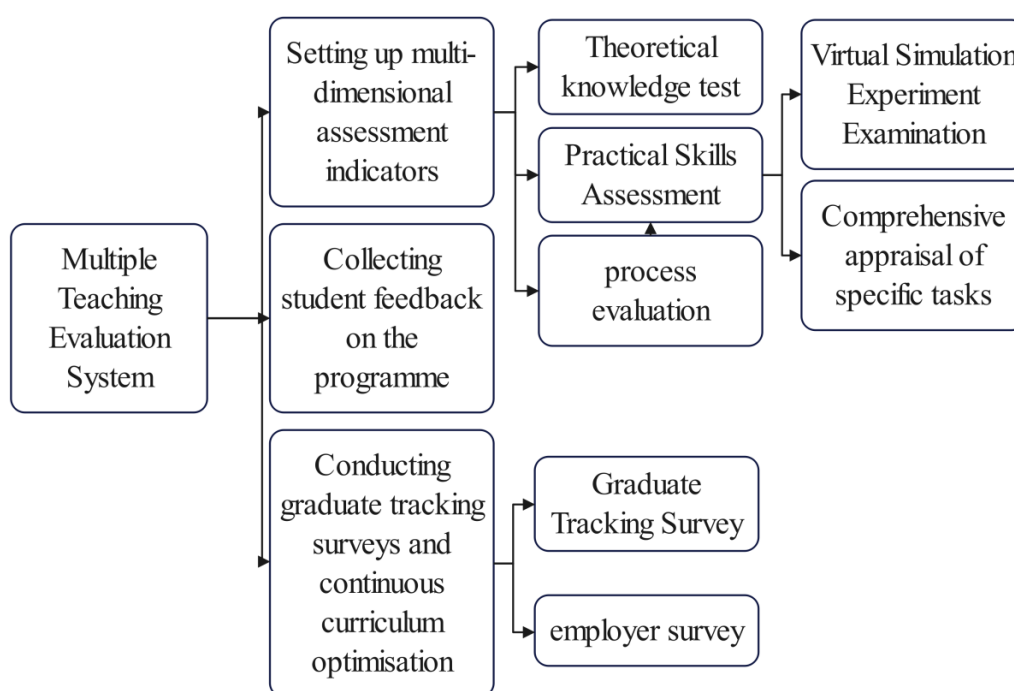 Multiple
Teaching
Evaluation
System
Setting up multi-
dimensional
assessment
indicators
Collecting
student feedback
on the
programme
Conducting
graduate tracking
surveys and
continuous
curriculum
optimisation
Theoretical
knowledge test
Practical Skills
Assessment
process
evaluation
Graduate
Tracking Survey
employer survey
Virtual Simulation
Experiment
Examination
Comprehensive
appraisal of
specific tasks